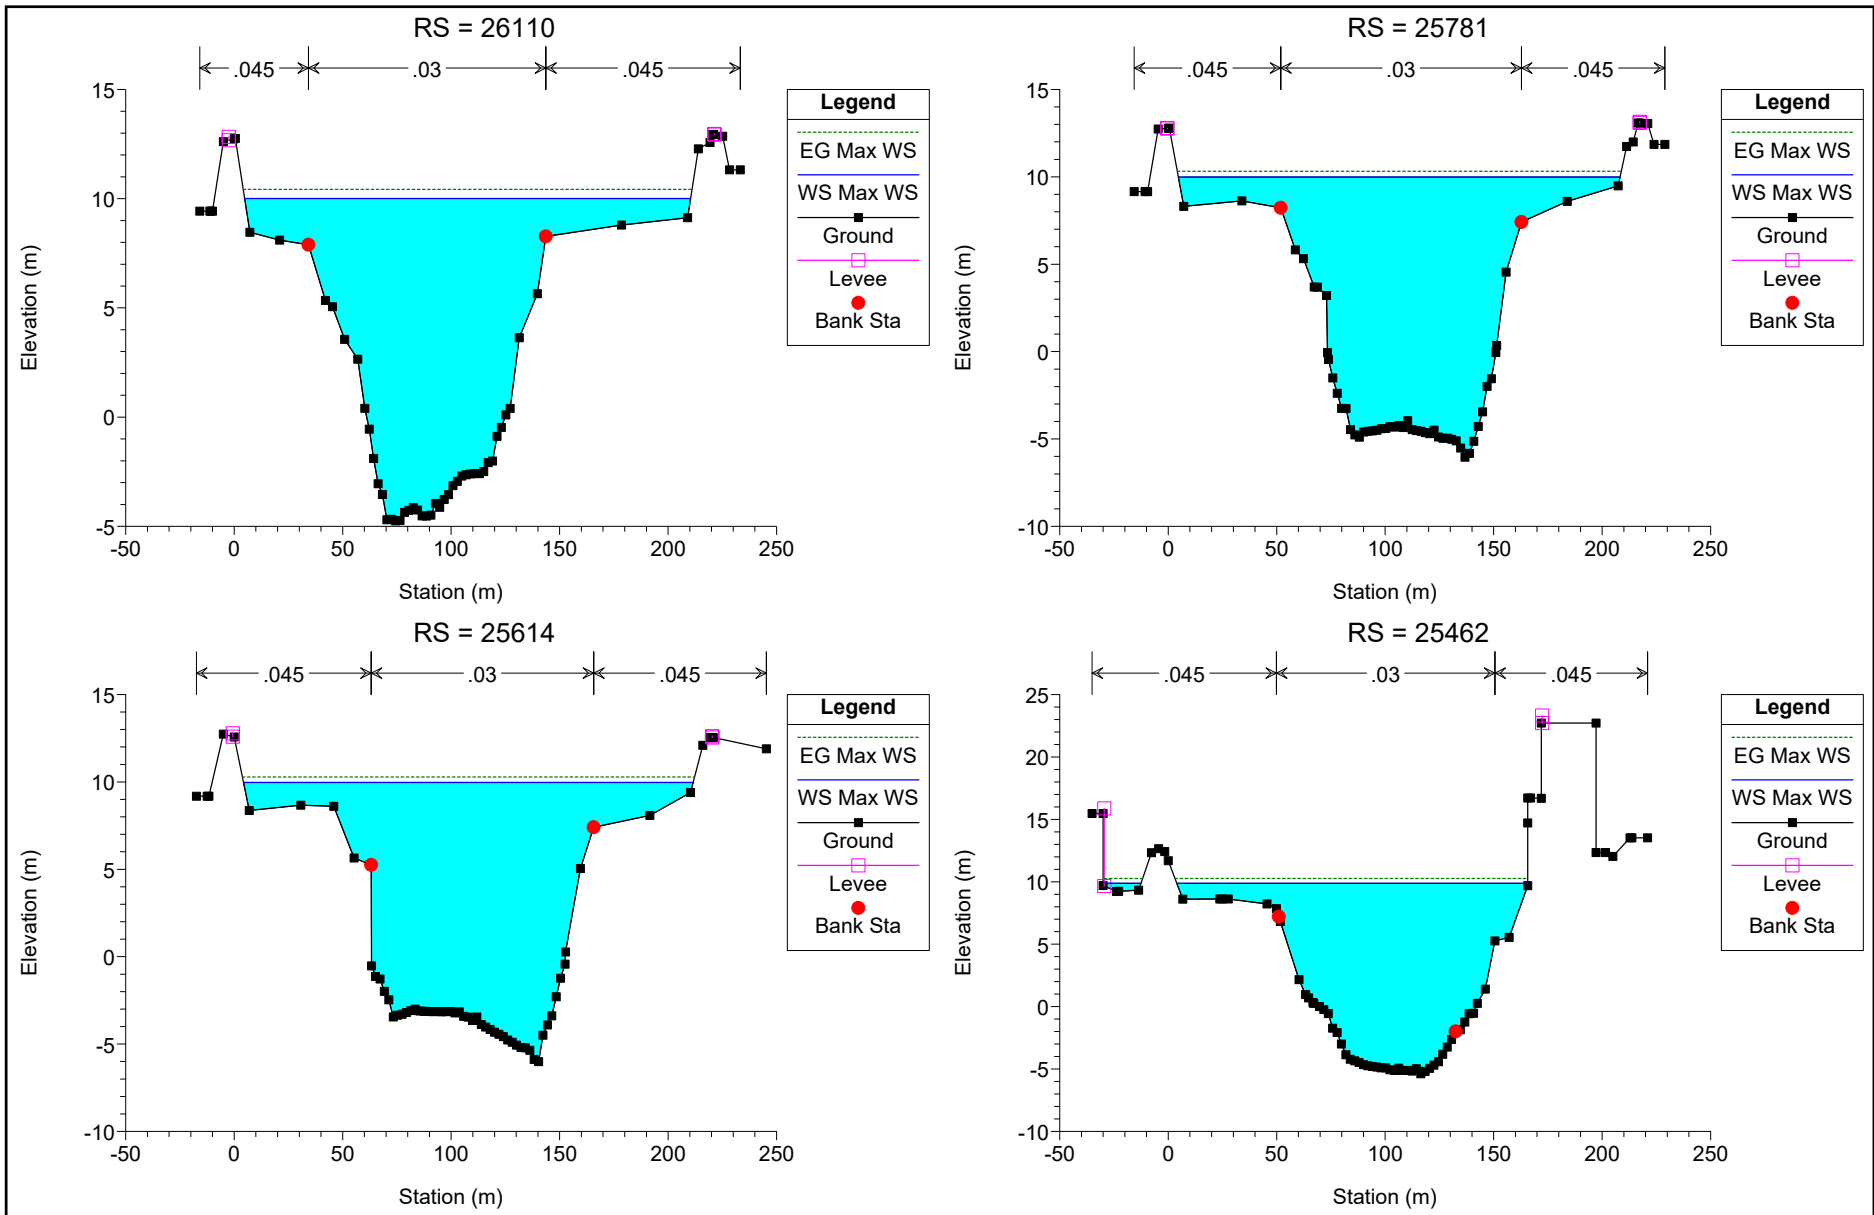 RS = 26110
.045 .03 .045
15
10
5
0
-5
-50 0 50 100 150 200 250
Elevation (m)
Station (m)
Legend
EG Max WS
WS Max WS
Ground
Levee
Bank Sta
RS = 25781
.045 .03 .045
15
10
5
0
-5
-10
-50 0 50 100 150 200 250
Elevation (m)
Station (m)
Legend
EG Max WS
WS Max WS
Ground
Levee
Bank Sta
RS = 25614
.045 .03 .045
15
10
5
0
-5
-10
-50 0 50 100 150 200 250
Elevation (m)
Station (m)
Legend
EG Max WS
WS Max WS
Ground
Levee
Bank Sta
RS = 25462
.045 .03 .045
25
20
15
10
5
0
-5
-10
-50 0 50 100 150 200 250
Elevation (m)
Station (m)
Legend
EG Max WS
WS Max WS
Ground
Levee
Bank Sta